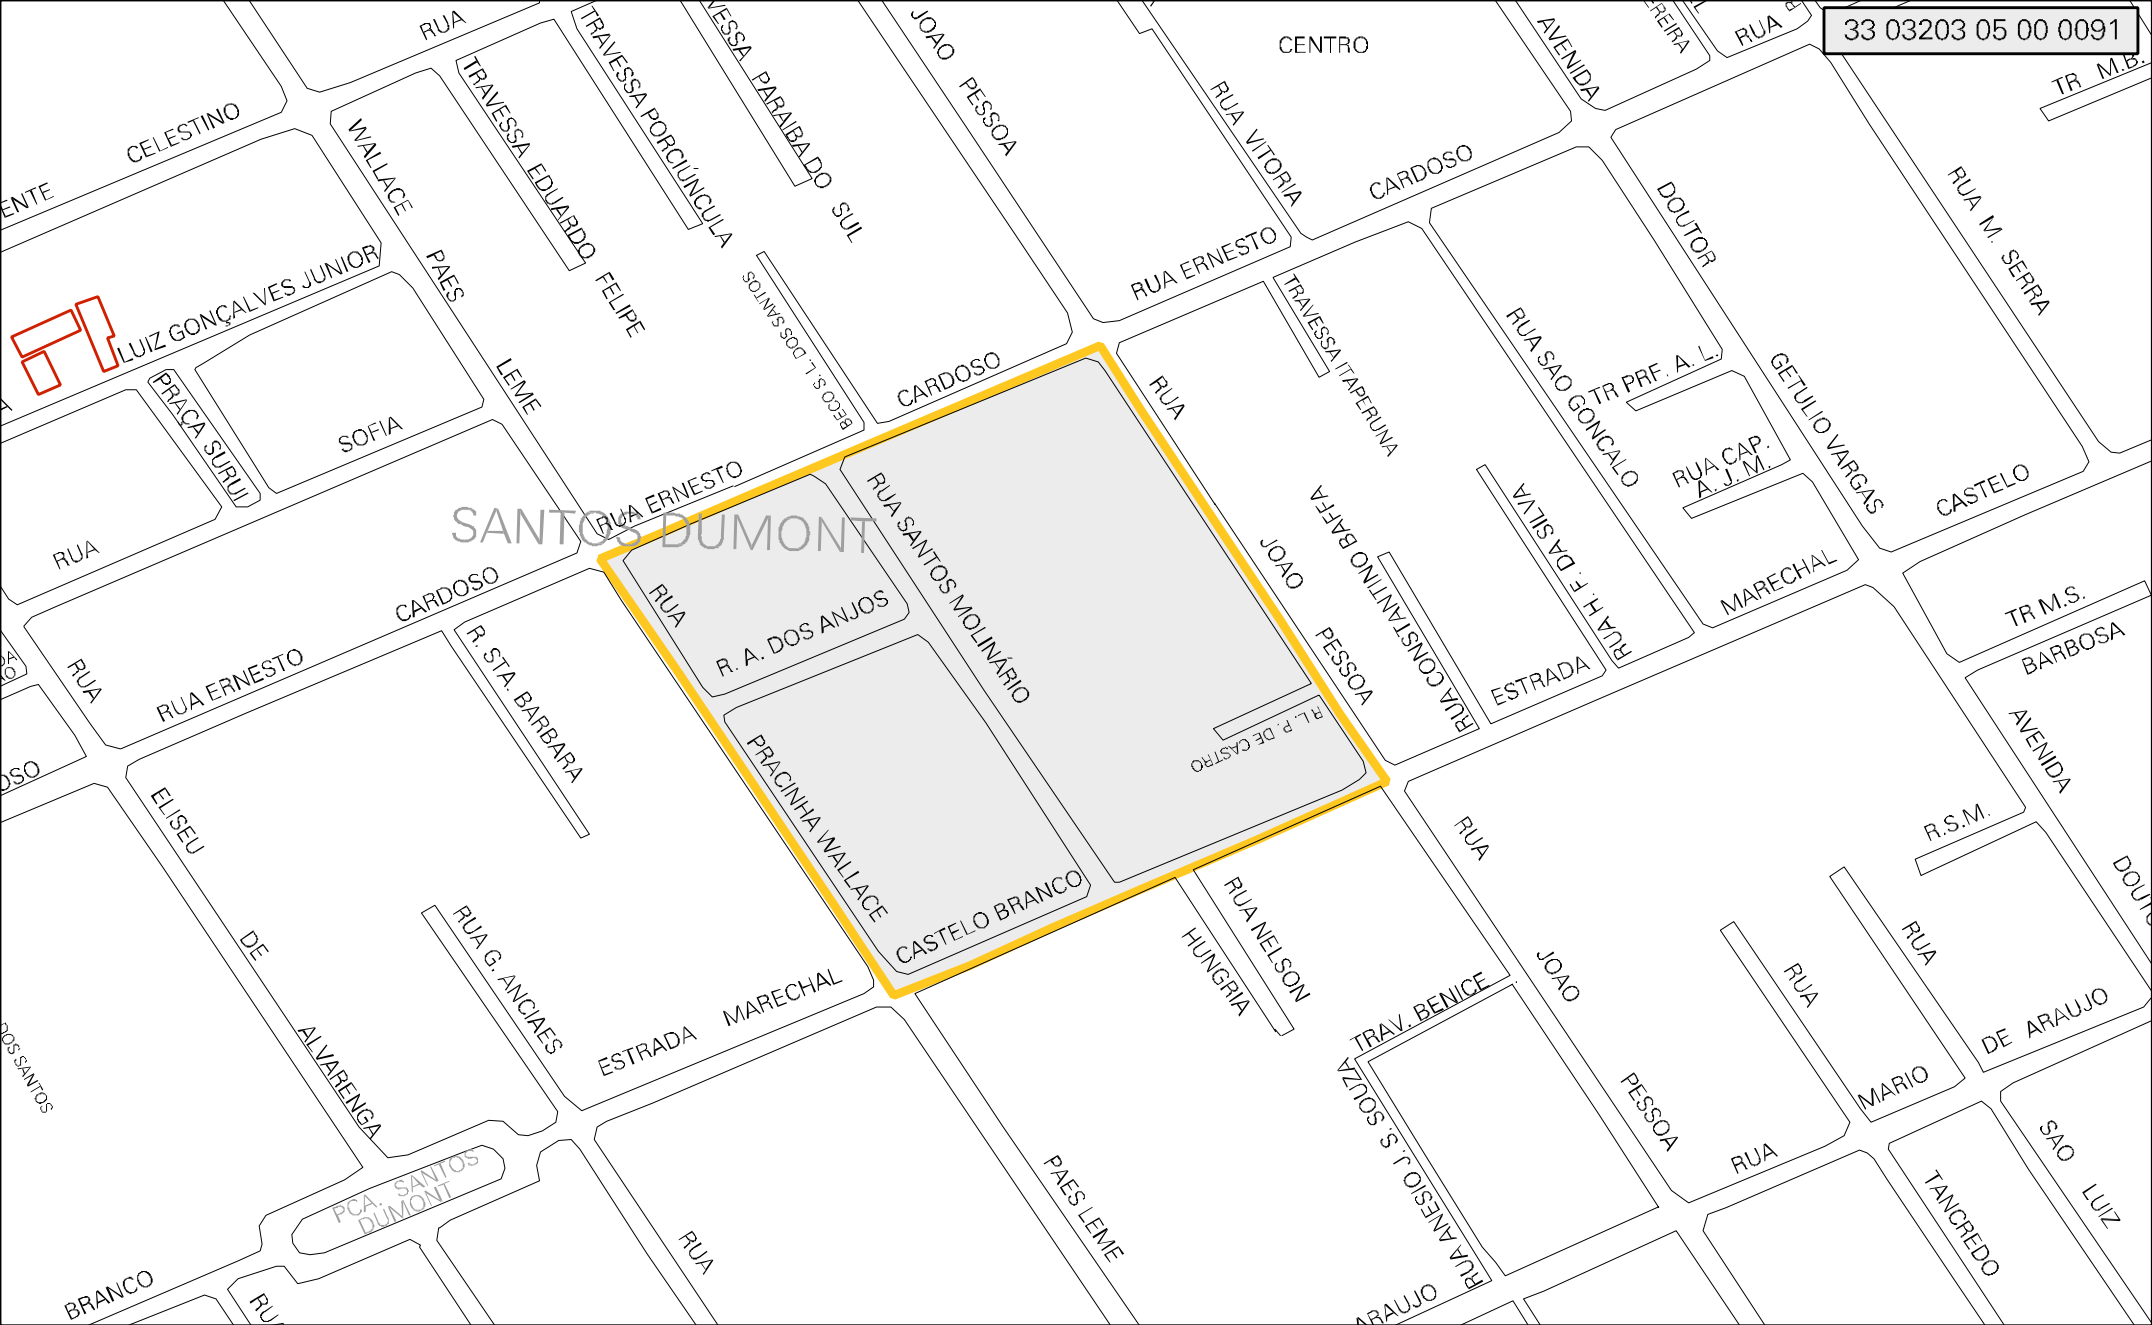 33 03203 05 00 0091
RUA
CELESTINO
WALLACE
PAES
LEME
TRAVESSA EDUARDO FELIPE
TRAVESSA PORCIÚNCULA
PARAIBA DO SUL
JOAO PESSOA
CENTRO
RUA VITORIA
AVENIDA
RUA
TR M.B.
CARDOSO
RUA ERNESTO
DOUTOR
GETULIO VARGAS
RUA M. SERRA
LUIZ GONÇALVES JUNIOR
PRAÇA SURUI
SOFIA
RUA
BECO S. L. DOS SANTOS
CARDOSO
RUA ERNESTO
SANTOS DUMONT
RUA
TRAVESSA ITAPERUNA
RUA SAO GONCALO
TR PRF. A. L.
RUA CAP.
A. J. M.
CASTELO
MARECHAL
RUA SANTOS MOLINÁRIO
RUA
R. A. DOS ANJOS
JOAO
PESSOA
RUA CONSTANTINO BAFFA
RUA H. F. DA SILVA
ESTRADA
TR M.S.
BARBOSA
CARDOSO
RUA ERNESTO
RUA
R. STA. BARBARA
PRACINHA WALLACE
R L. P. DE CASTRO
CASTELO BRANCO
AVENIDA
R.S.M.
ELISEU
DE
ALVARENGA
RUA G. ANCIAES
ESTRADA
MARECHAL
RUA NELSON
HUNGRIA
RUA
JOAO
PESSOA
RUA
RUA
TRAV. BENICE
RUA ANESIO J. S. SOUZA
DE ARAUJO
MARIO
RUA
DOS SANTOS
PCA. SANTOS
DUMONT
PAES LEME
RUA
SAO
LUIZ
TANCREDO
BRANCO
ARAUJO